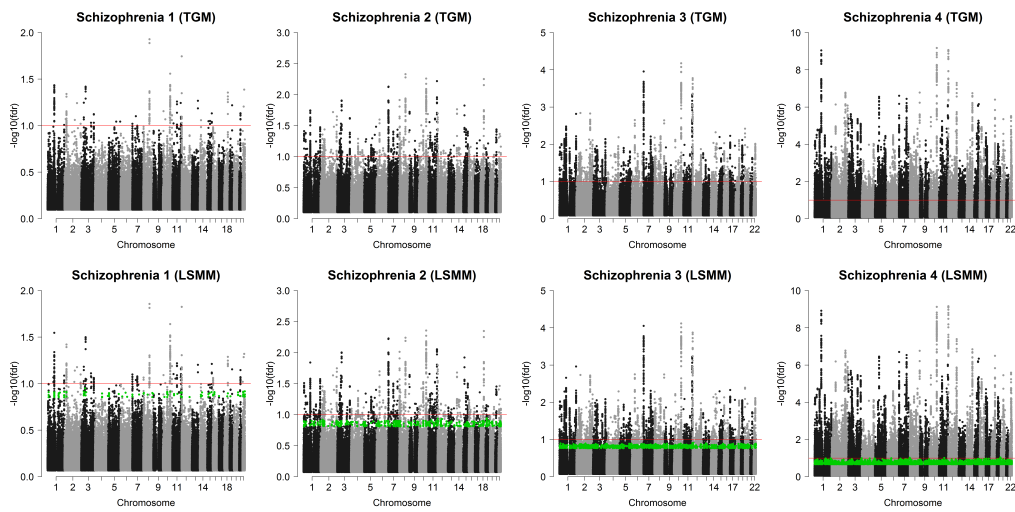 Schizophrenia 1 (TGM)
-log10(fdr)
2.0
1.5
1.0
0.5
0.0
1 2 3 5 7 9 11 14 18
Chromosome
Schizophrenia 2 (TGM)
-log10(fdr)
3.0
2.5
2.0
1.5
1.0
0.5
0.0
1 2 3 5 7 9 11 14 18
Chromosome
Schizophrenia 3 (TGM)
-log10(fdr)
5
4
3
2
1
0
1 2 3 5 7 9 11 14 17 22
Chromosome
Schizophrenia 4 (TGM)
-log10(fdr)
10
8
6
4
2
0
1 2 3 5 7 9 11 14 17 22
Chromosome
Schizophrenia 1 (LSMM)
-log10(fdr)
2.0
1.5
1.0
0.5
0.0
1 2 3 5 7 9 11 14 18
Chromosome
Schizophrenia 2 (LSMM)
-log10(fdr)
3.0
2.5
2.0
1.5
1.0
0.5
0.0
1 2 3 5 7 9 11 14 18
Chromosome
Schizophrenia 3 (LSMM)
-log10(fdr)
5
4
3
2
1
0
1 2 3 5 7 9 11 14 17 22
Chromosome
Schizophrenia 4 (LSMM)
-log10(fdr)
10
8
6
4
2
0
1 2 3 5 7 9 11 14 17 22
Chromosome